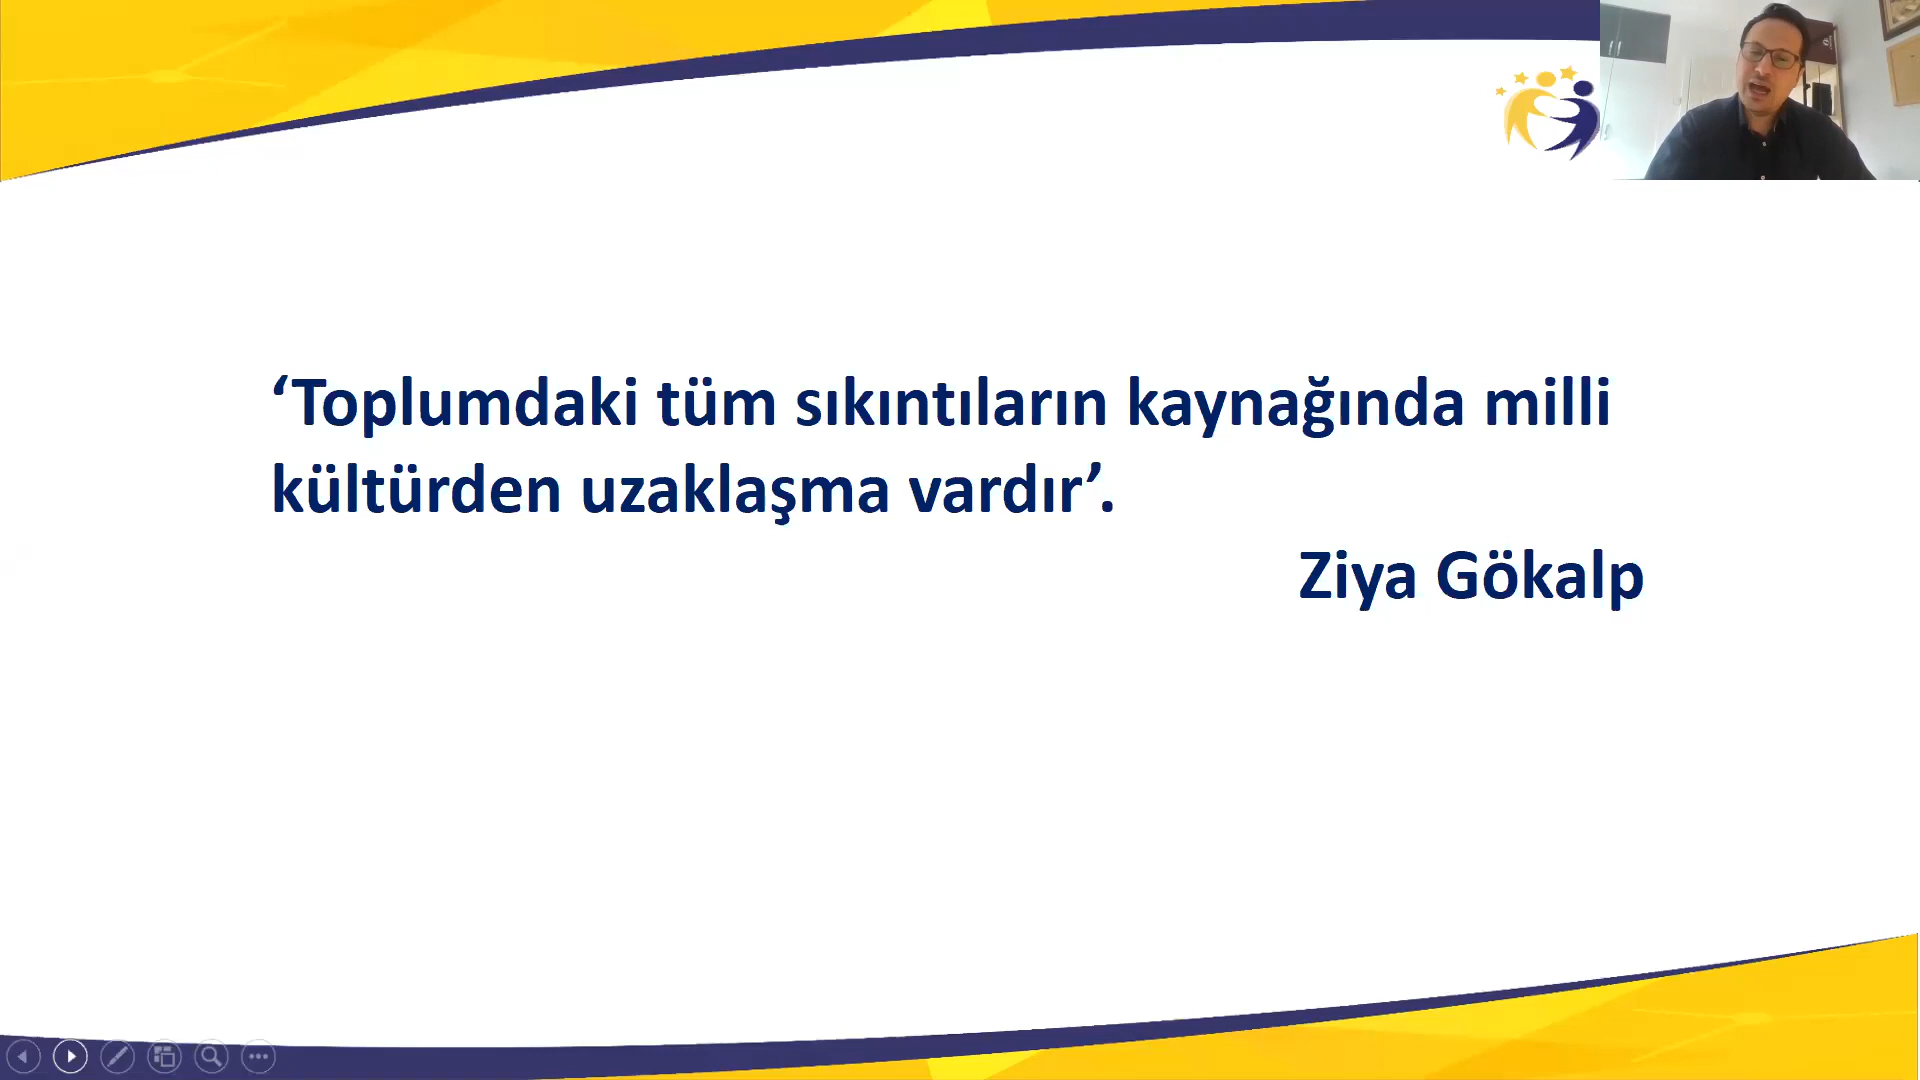 ‘Toplumdaki tüm sıkıntıların kaynağında milli
kültürden uzaklaşma vardır’.
Ziya Gökalp